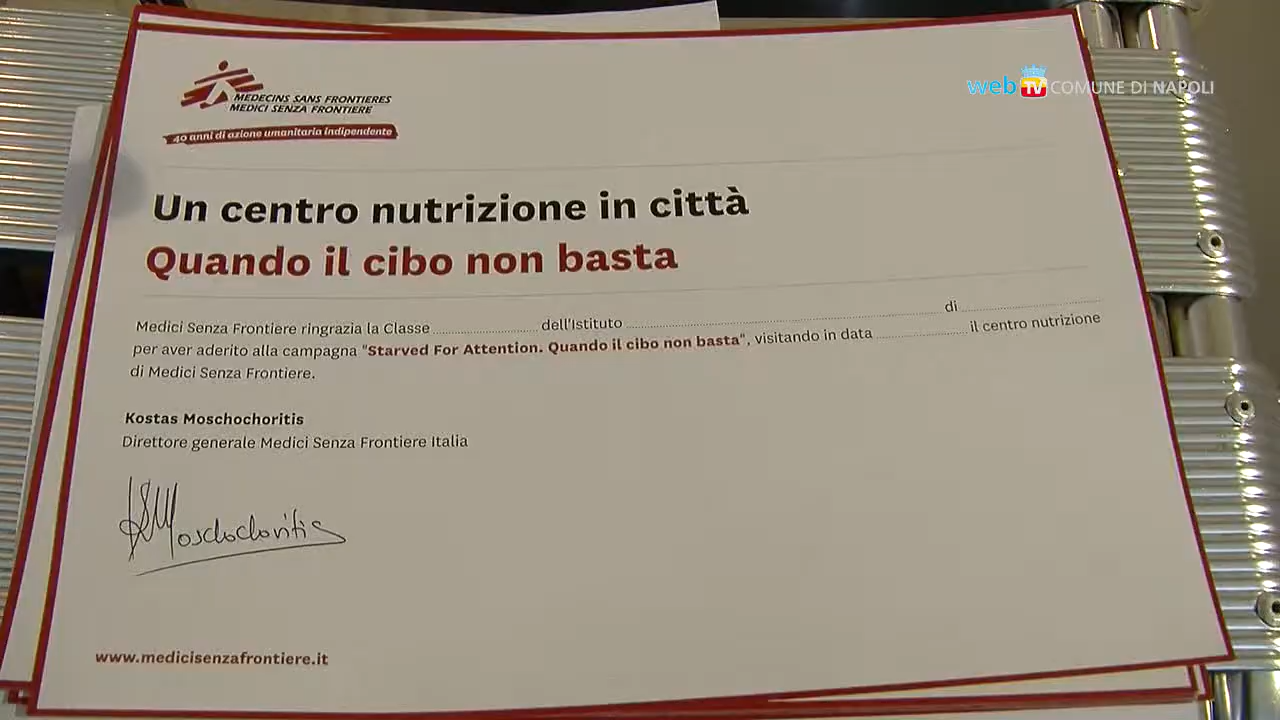 MEDECINS SANS FRONTIERES
MEDICI SENZA FRONTIERE
40 anni di azione umanitaria indipendente
web TV COMUNE DI NAPOLI
Un centro nutrizione in città
Quando il cibo non basta
Medici Senza Frontiere ringrazia la Classe ........................ dell'Istituto ........................ di ........................
per aver aderito alla campagna "Starved For Attention. Quando il cibo non basta", visitando in data ........................ il centro nutrizione
di Medici Senza Frontiere.
Kostas Moschochoritis
Direttore generale Medici Senza Frontiere Italia
KSMoschochoritis
www.medicisenzafrontiere.it